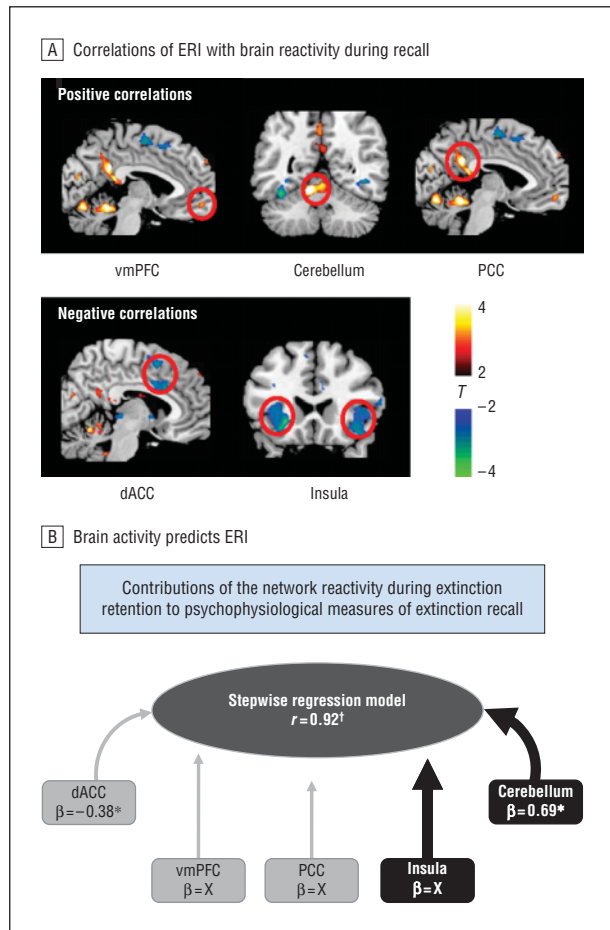 A Correlations of ERI with brain reactivity during recall
Positive correlations
vmPFC
Cerebellum
PCC
Negative correlations
dACC
Insula
4
2
T
−2
−4
B Brain activity predicts ERI
Contributions of the network reactivity during extinction
retention to psychophysiological measures of extinction recall
Stepwise regression model
r=0.92†
dACC
β=−0.38*
Cerebellum
β=0.69*
vmPFC
β=X
PCC
β=X
Insula
β=X